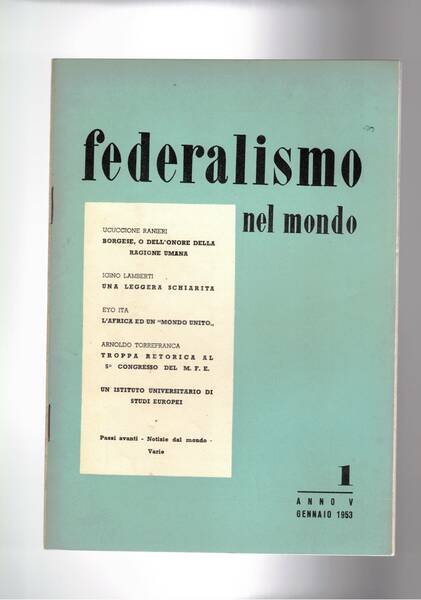 federalismo
nel mondo
UGUCCIONE RANIERI
BORGESE, O DELL'ONORE DELLA
RAGIONE UMANA
IGINO LAMBERTI
UNA LEGGERA SCHIARITA
EYO ITA
L'AFRICA ED UN "MONDO UNITO„
ARNOLDO TORREFRANCA
TROPPA RETORICA AL
5° CONGRESSO DEL M. F. E.
UN ISTITUTO UNIVERSITARIO DI
STUDI EUROPEI
Passi avanti - Notizie dal mondo -
Varie
1
ANNO V
GENNAIO 1953